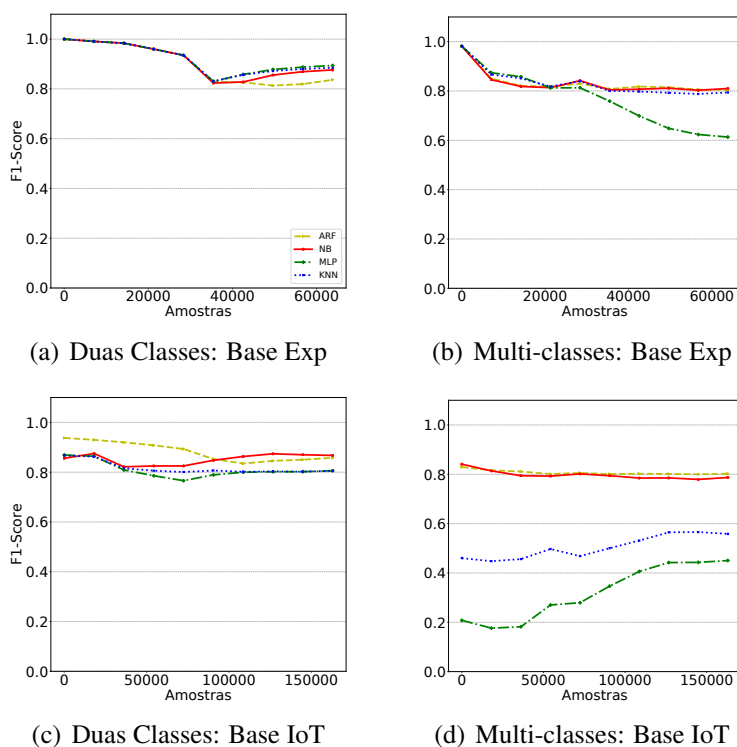 1.0
0.8
0.6
0.4
0.2
0.0
F1-Score
ARF
NB
MLP
KNN
0 20000 40000 60000
Amostras
(a) Duas Classes: Base Exp
1.0
0.8
0.6
0.4
0.2
0.0
F1-Score
0 20000 40000 60000
Amostras
(b) Multi-classes: Base Exp
1.0
0.8
0.6
0.4
0.2
0.0
F1-Score
0 50000 100000 150000
Amostras
(c) Duas Classes: Base IoT
1.0
0.8
0.6
0.4
0.2
0.0
F1-Score
0 50000 100000 150000
Amostras
(d) Multi-classes: Base IoT